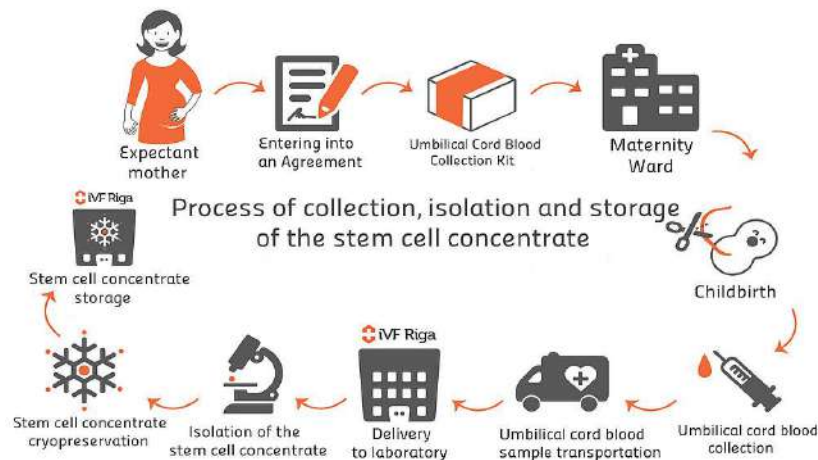 Expectant
mother
Entering into
an Agreement
Umbilical Cord Blood
Collection Kit
Maternity
Ward
Process of collection, isolation and storage
of the stem cell concentrate
Childbirth
Umbilical cord blood
collection
Umbilical cord blood
sample transportation
iVF Riga
Delivery
to laboratory
Isolation of the
stem cell concentrate
Stem cell concentrate
cryopreservation
iVF Riga
Stem cell concentrate
storage